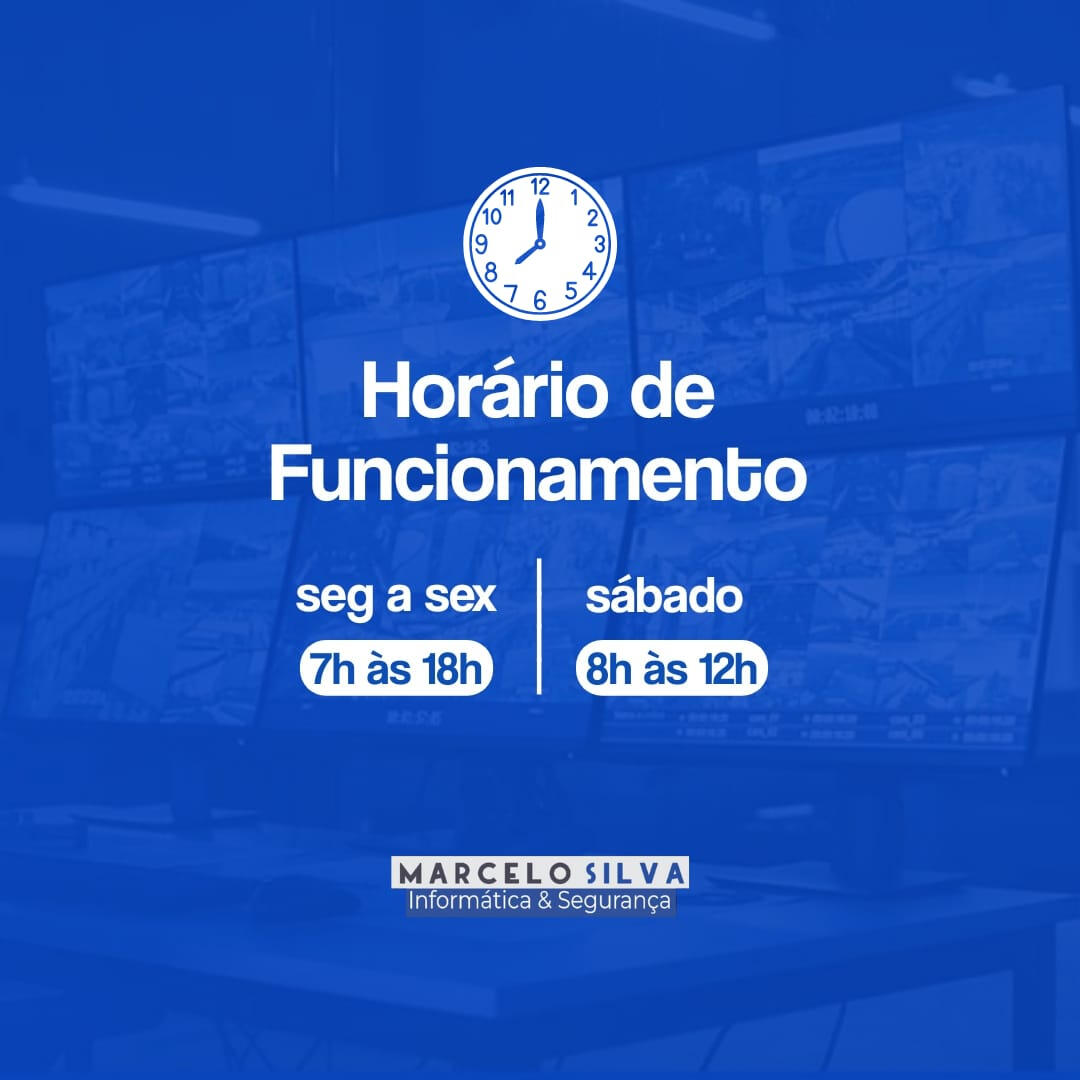 12
11 1
10 2
9 3
8 4
7 5
6
Horário de
Funcionamento
seg a sex
7h às 18h
sábado
8h às 12h
MARCELO SILVA
Informática & Segurança